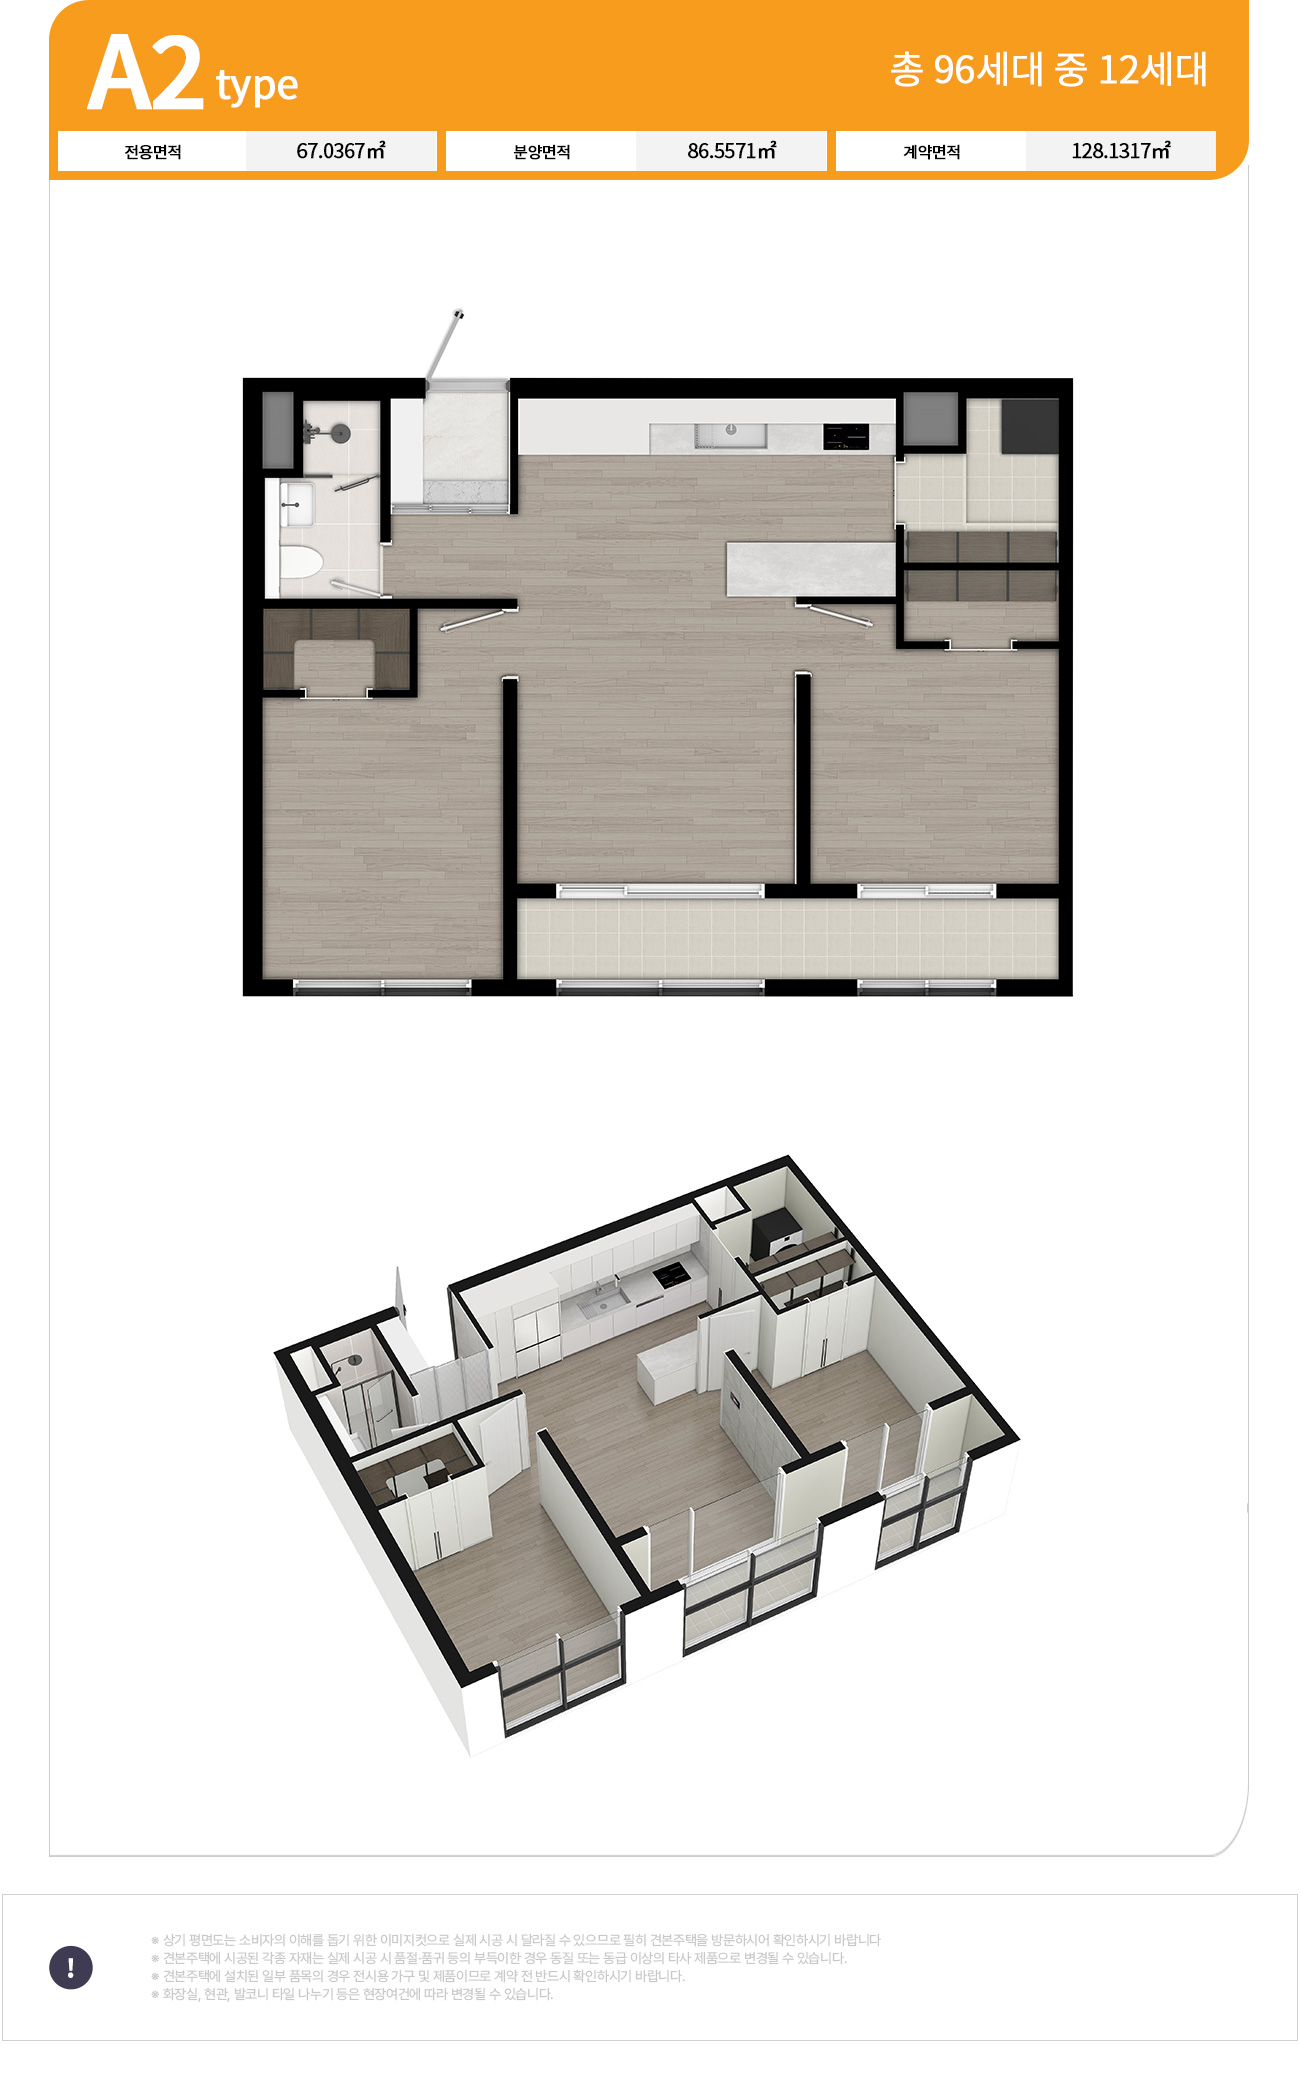 A2 type
총 96세대 중 12세대
전용면적 67.0367㎡ 분양면적 86.5571㎡ 계약면적 128.1317㎡
※ 상기 평면도는 소비자의 이해를 돕기 위한 이미지컷으로 실제 시공 시 달라질 수 있으므로 필히 견본주택을 방문하시어 확인하시기 바랍니다
※ 견본주택에 시공된 각종 자재는 실제 시공 시 품절·품귀 등의 부득이한 경우 동질 또는 동급 이상의 타사 제품으로 변경될 수 있습니다.
※ 견본주택에 설치된 일부 품목의 경우 전시용 가구 및 제품이므로 계약 전 반드시 확인하시기 바랍니다.
※ 화장실, 현관, 발코니 타일 나누기 등은 현장여건에 따라 변경될 수 있습니다.